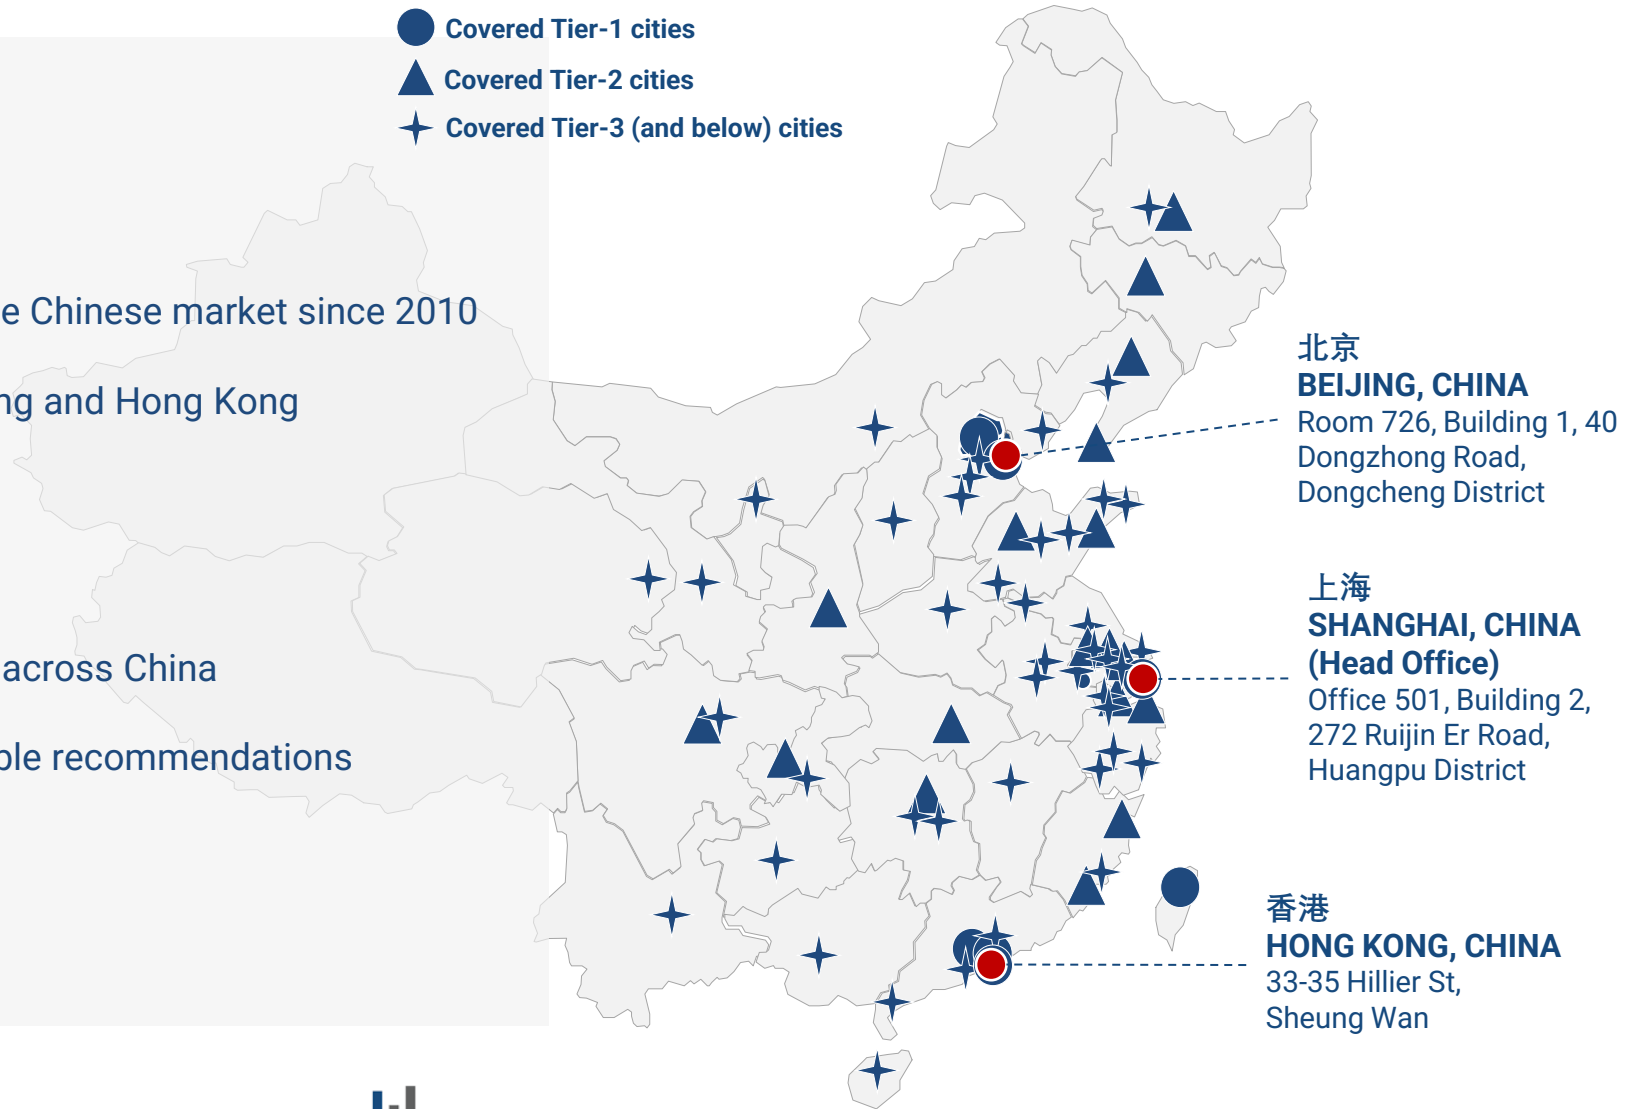 Covered Tier-1 cities
Covered Tier-2 cities
Covered Tier-3 (and below) cities
e Chinese market since 2010
ng and Hong Kong
across China
ble recommendations
北京
BEIJING, CHINA
Room 726, Building 1, 40
Dongzhong Road,
Dongcheng District
上海
SHANGHAI, CHINA
(Head Office)
Office 501, Building 2,
272 Ruijin Er Road,
Huangpu District
香港
HONG KONG, CHINA
33-35 Hillier St,
Sheung Wan